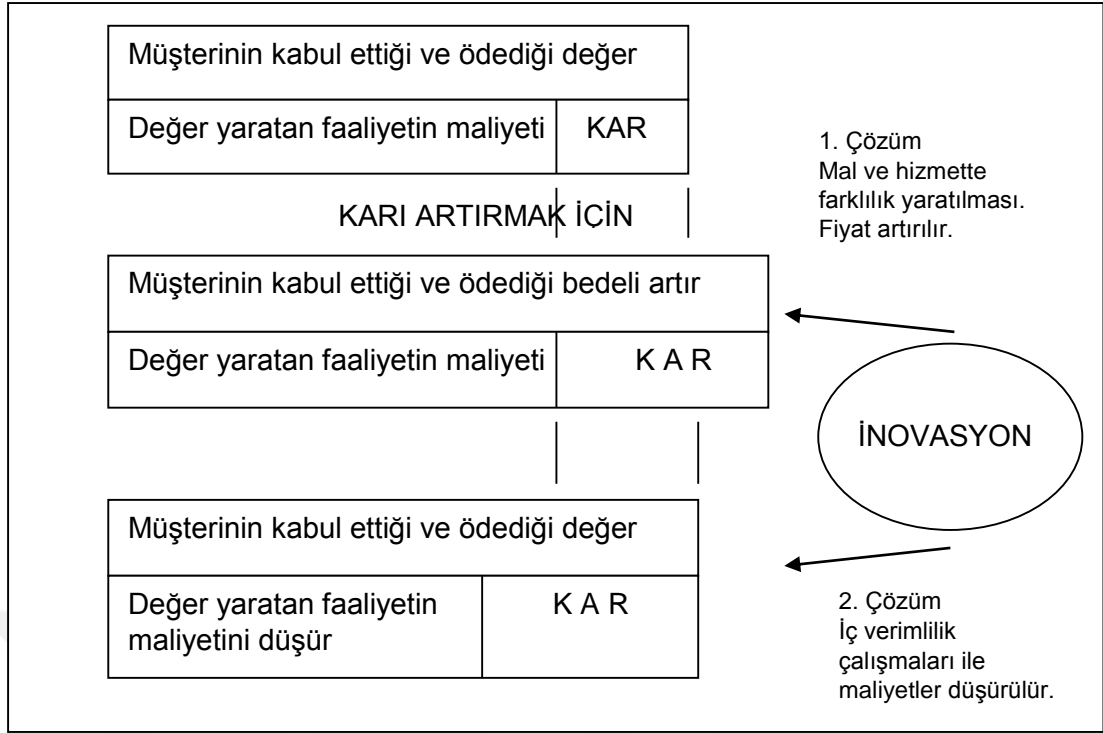 Müşterinin kabul ettiği ve ödediği değer
Değer yaratan faaliyetin maliyeti
KAR
KARI ARTIRMAK İÇİN
1. Çözüm
Mal ve hizmette
farklılık yaratılması.
Fiyat artırılır.
Müşterinin kabul ettiği ve ödediği bedeli artır
Değer yaratan faaliyetin maliyeti
K A R
İNOVASYON
Müşterinin kabul ettiği ve ödediği değer
Değer yaratan faaliyetin
maliyetini düşür
K A R
2. Çözüm
İç verimlilik
çalışmaları ile
maliyetler düşürülür.